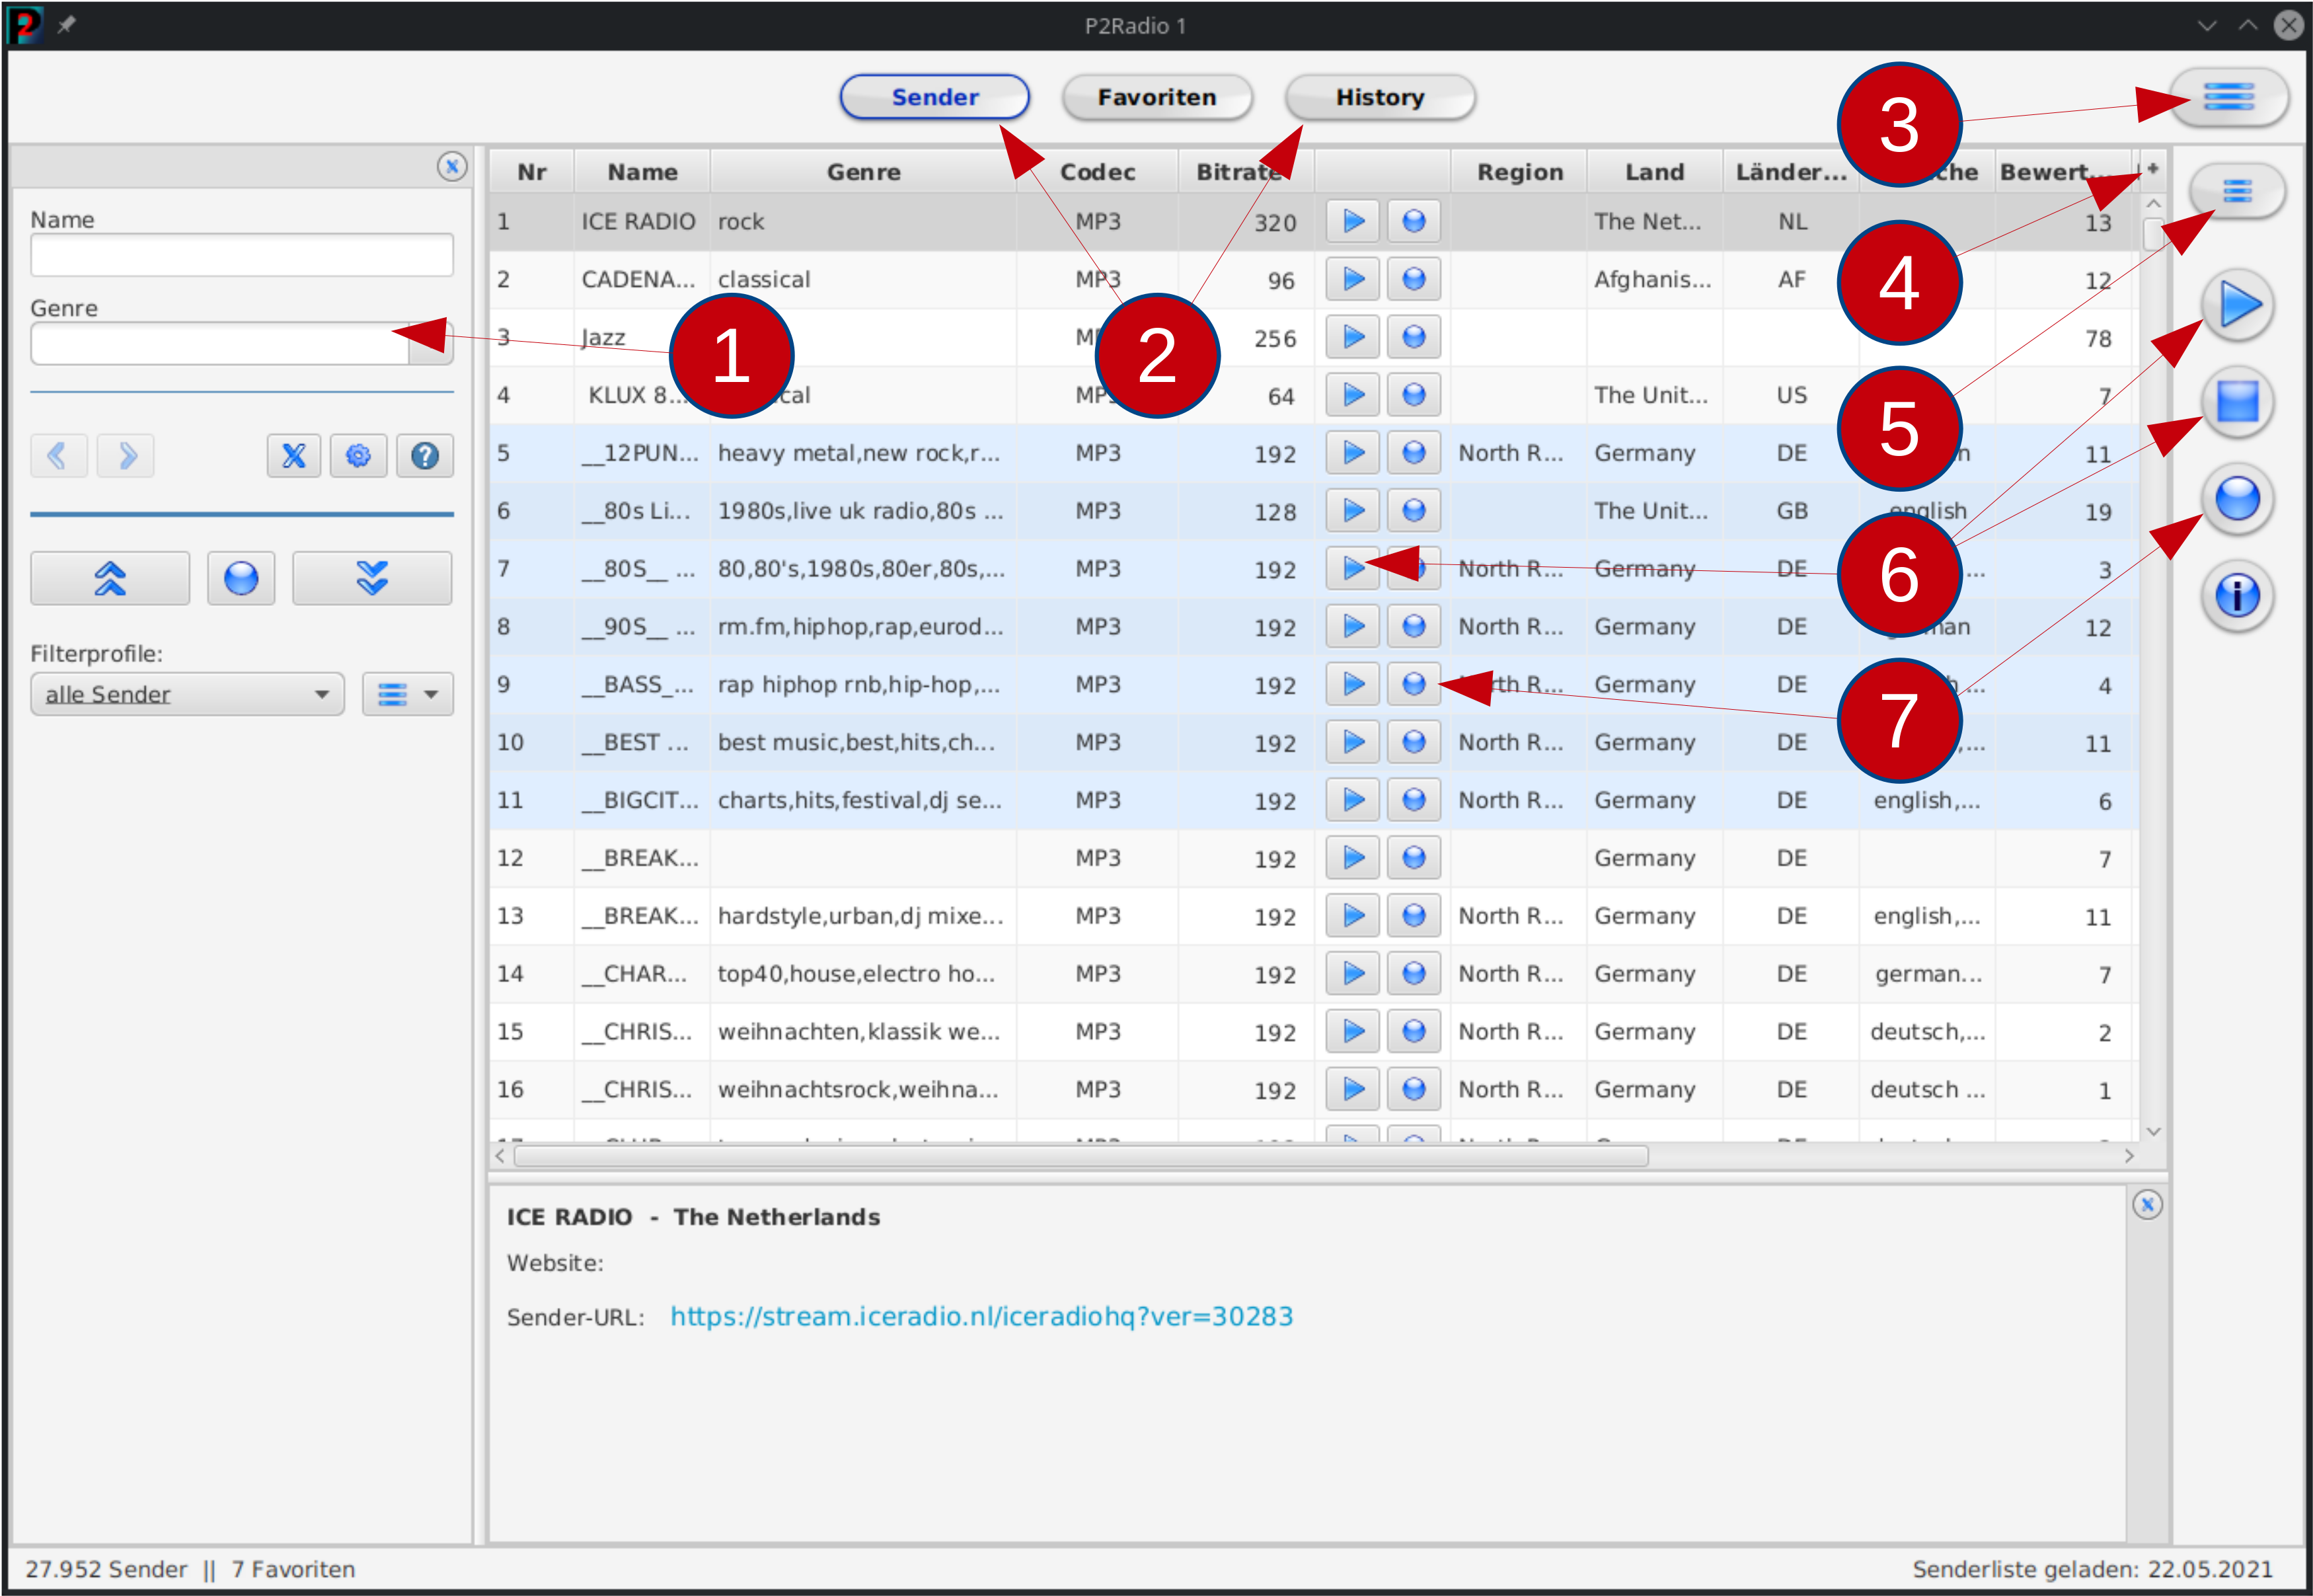 P2Radio 1
Sender Favoriten History
Name
Genre
Filterprofile:
alle Sender
Nr Name Genre Codec Bitrate Region Land Länder... Bewert...
1 ICE RADIO rock MP3 320 The Net... NL 13
2 CADENA... classical MP3 96 Afghanis... AF 12
3 Jazz 256 78
4 KLUX 8... 64 The Unit... US 7
5 __12PUN... heavy metal,new rock,r... MP3 192 North R... Germany DE 11
6 __80s Li... 1980s,live uk radio,80s ... MP3 128 The Unit... GB english 19
7 __80S__ ... 80,80's,1980s,80er,80s,... MP3 192 North R... Germany DE ... 3
8 __90S__ ... rm.fm,hiphop,rap,eurod... MP3 192 North R... Germany DE 12
9 __BASS_... rap hiphop rnb,hip-hop,... MP3 192 North R... Germany DE ... 4
10 __BEST ... best music,best,hits,ch... MP3 192 North R... Germany DE ,... 11
11 __BIGCIT... charts,hits,festival,dj se... MP3 192 North R... Germany DE english,... 6
12 __BREAK... MP3 192 Germany DE 7
13 __BREAK... hardstyle,urban,dj mixe... MP3 192 North R... Germany DE english,... 11
14 __CHAR... top40,house,electro ho... MP3 192 North R... Germany DE german... 7
15 __CHRIS... weihnachten,klassik we... MP3 192 North R... Germany DE deutsch,... 2
16 __CHRIS... weihnachtsrock,weihna... MP3 192 North R... Germany DE deutsch ... 1
1
2
3
4
5
6
7
ICE RADIO - The Netherlands
Website:
Sender-URL: https://stream.iceradio.nl/iceradiohq?ver=30283
27.952 Sender || 7 Favoriten
Senderliste geladen: 22.05.2021